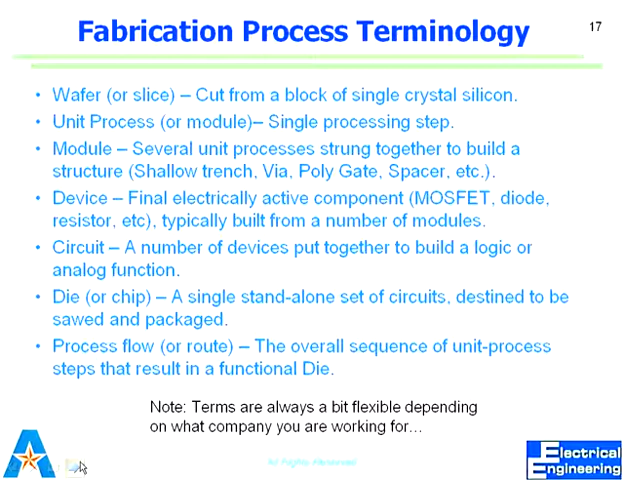 Fabrication Process Terminology
17
• Wafer (or slice) – Cut from a block of single crystal silicon.
• Unit Process (or module)– Single processing step.
• Module – Several unit processes strung together to build a
structure (Shallow trench, Via, Poly Gate, Spacer, etc.).
• Device – Final electrically active component (MOSFET, diode,
resistor, etc), typically built from a number of modules.
• Circuit – A number of devices put together to build a logic or
analog function.
• Die (or chip) – A single stand-alone set of circuits, destined to be
sawed and packaged.
• Process flow (or route) – The overall sequence of unit-process
steps that result in a functional Die.
Note: Terms are always a bit flexible depending
on what company you are working for…
All Rights Reserved
Electrical
Engineering